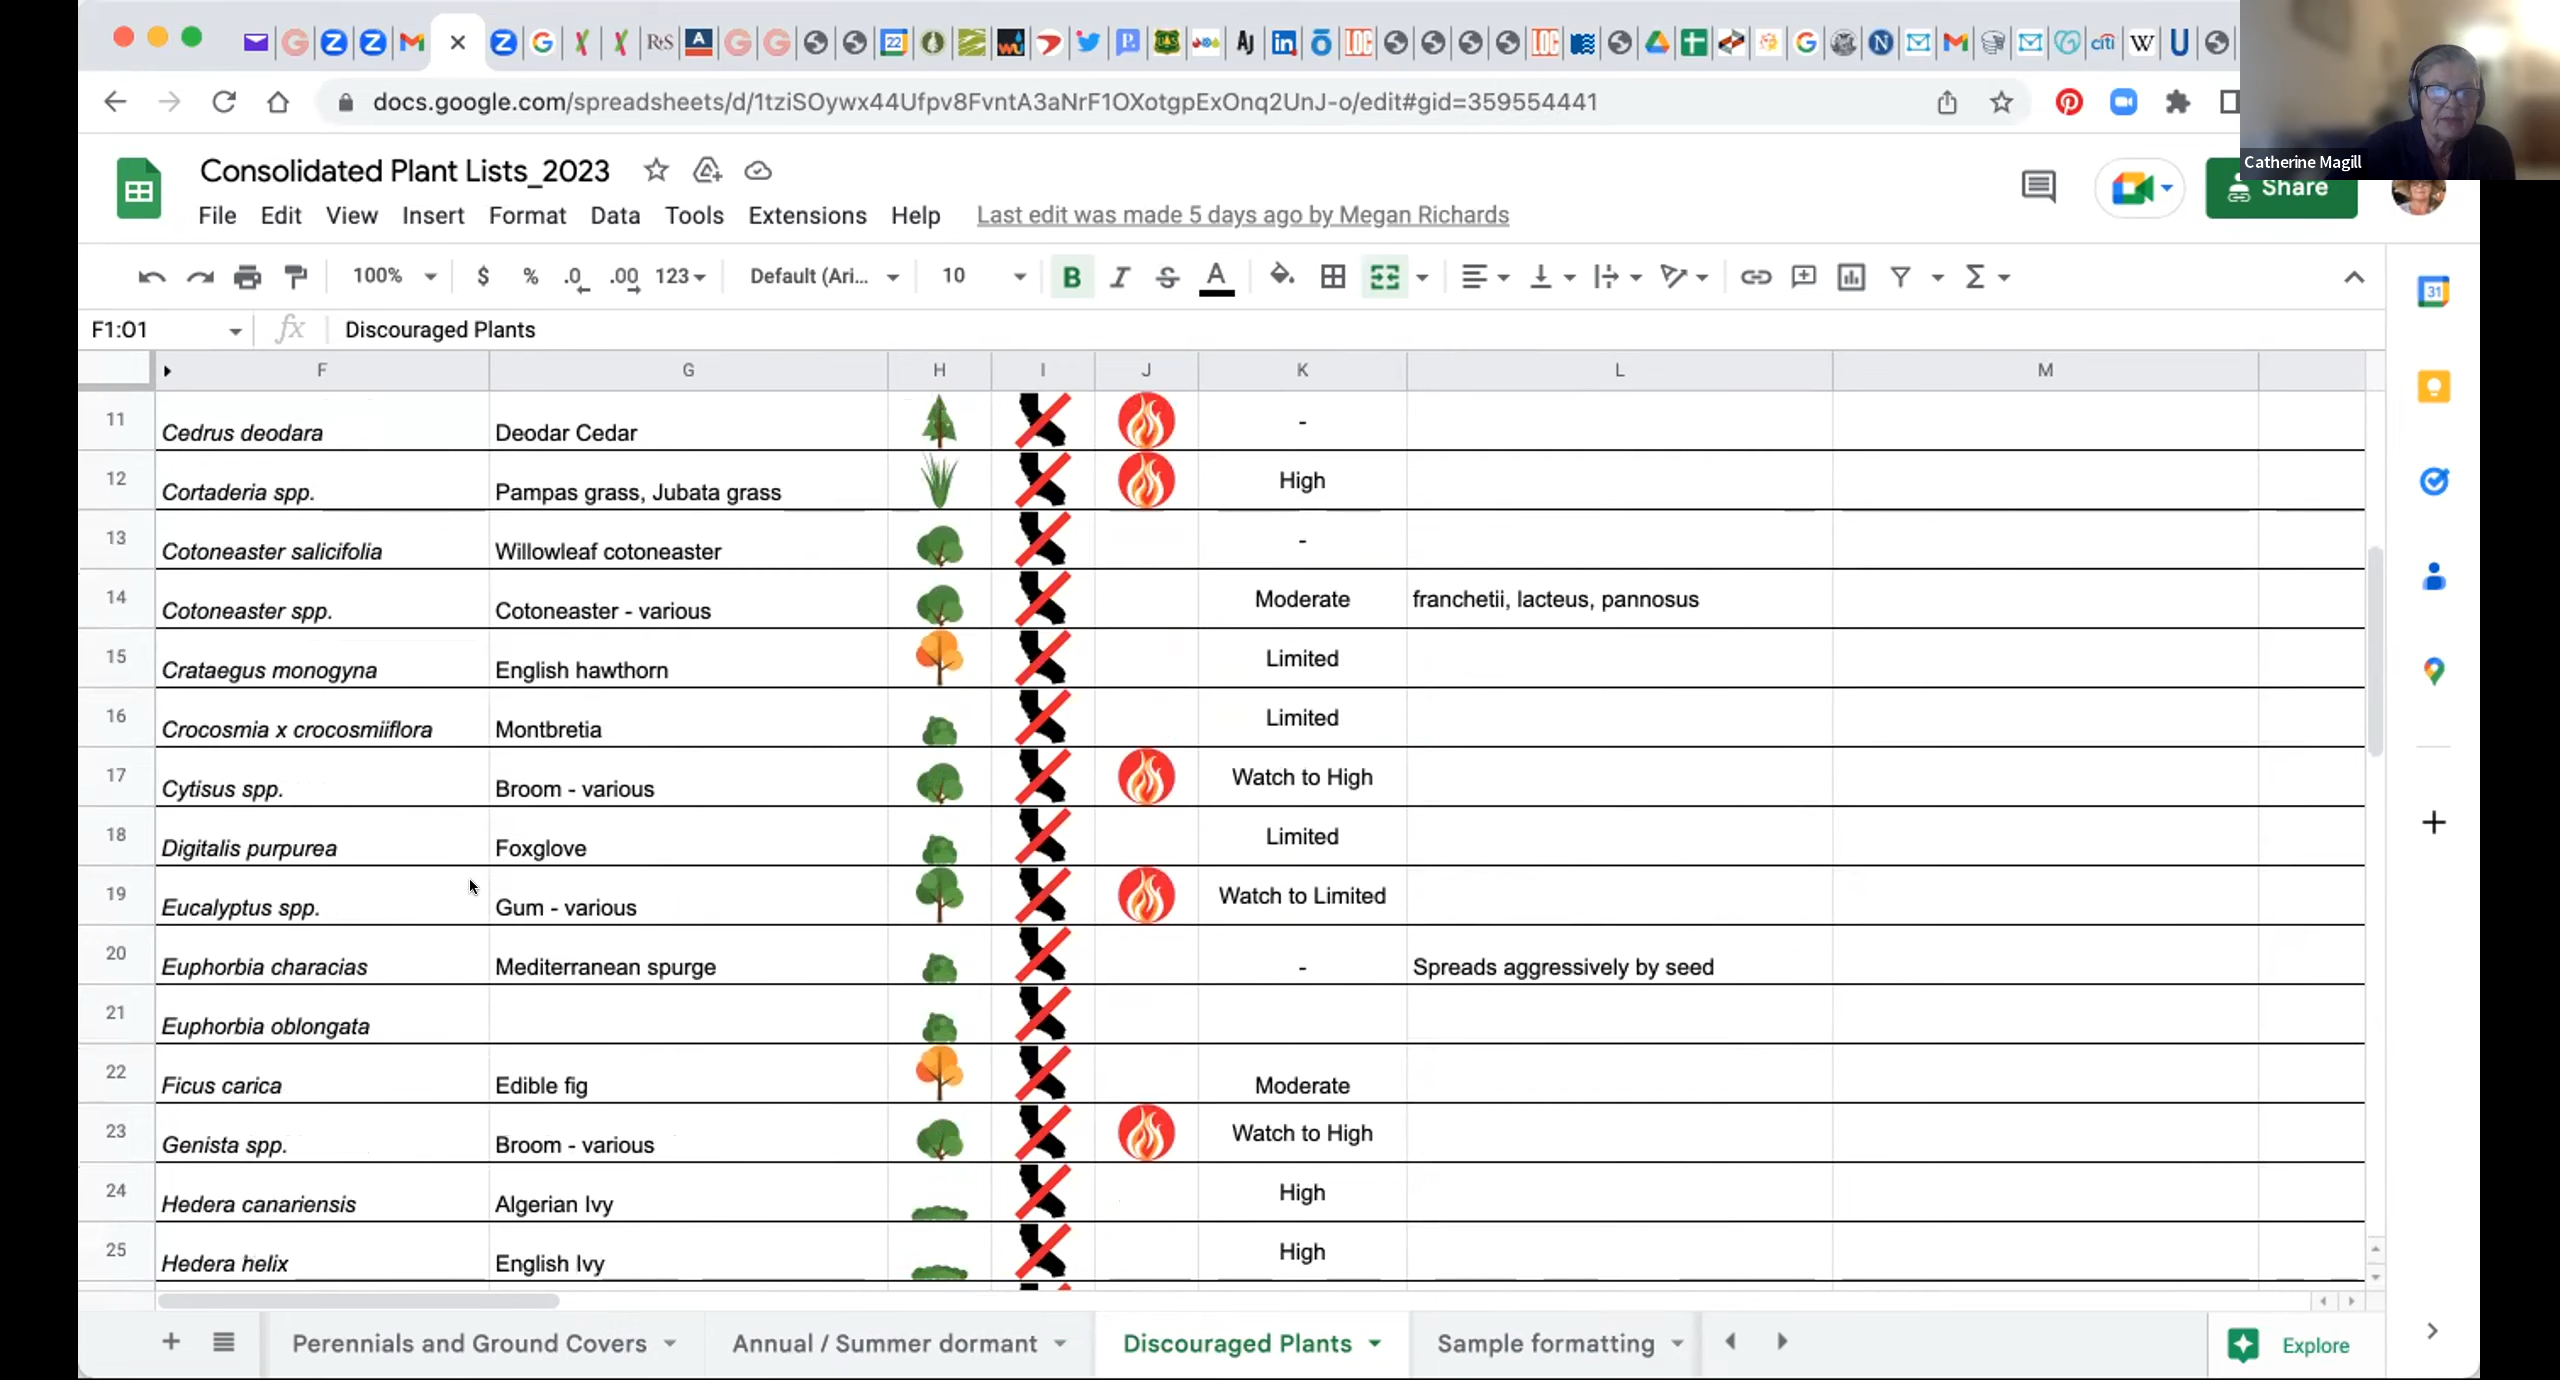 22
R&S
A
AJ
in
LOC
LOC
N
citi
W
U
docs.google.com/spreadsheets/d/1tziSOywx44Ufpv8FvntA3aNrF1OXotgpExOnq2UnJ-o/edit#gid=359554441
Catherine Magill
Consolidated Plant Lists_2023
Share
File Edit View Insert Format Data Tools Extensions Help Last edit was made 5 days ago by Megan Richards
100% $ % .0 .00 123 Default (Ari... 10 B I S A Σ
31
F1:O1 fx Discouraged Plants
F G H I J K L M
11 Cedrus deodara Deodar Cedar -
12 Cortaderia spp. Pampas grass, Jubata grass High
13 Cotoneaster salicifolia Willowleaf cotoneaster -
14 Cotoneaster spp. Cotoneaster - various Moderate franchetii, lacteus, pannosus
15 Crataegus monogyna English hawthorn Limited
16 Crocosmia x crocosmiiflora Montbretia Limited
17 Cytisus spp. Broom - various Watch to High
18 Digitalis purpurea Foxglove Limited
19 Eucalyptus spp. Gum - various Watch to Limited
20 Euphorbia characias Mediterranean spurge - Spreads aggressively by seed
21 Euphorbia oblongata
22 Ficus carica Edible fig Moderate
23 Genista spp. Broom - various Watch to High
24 Hedera canariensis Algerian Ivy High
25 Hedera helix English Ivy High
+ Perennials and Ground Covers Annual / Summer dormant Discouraged Plants Sample formatting Explore